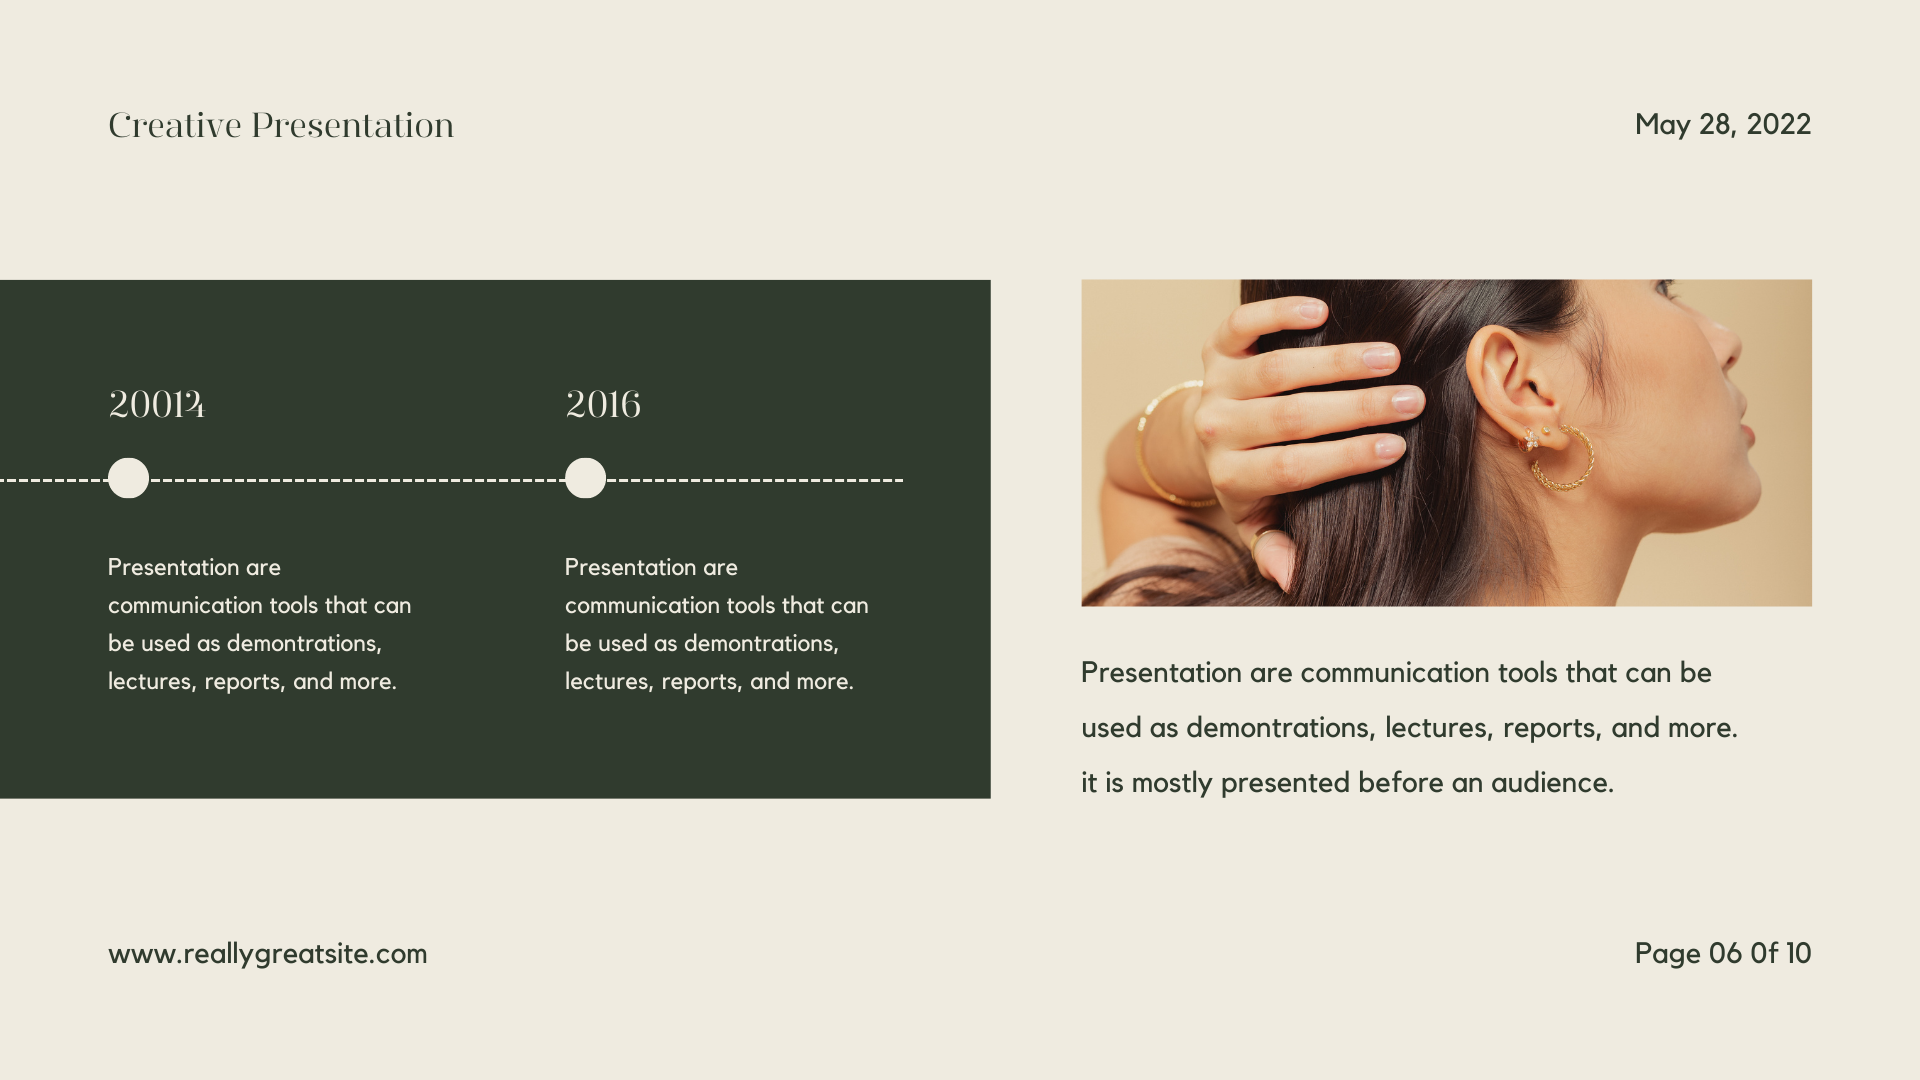 Creative Presentation
May 28, 2022
20014
2016
Presentation are
communication tools that can
be used as demontrations,
lectures, reports, and more.
Presentation are
communication tools that can
be used as demontrations,
lectures, reports, and more.
Presentation are communication tools that can be
used as demontrations, lectures, reports, and more.
it is mostly presented before an audience.
www.reallygreatsite.com
Page 06 0f 10